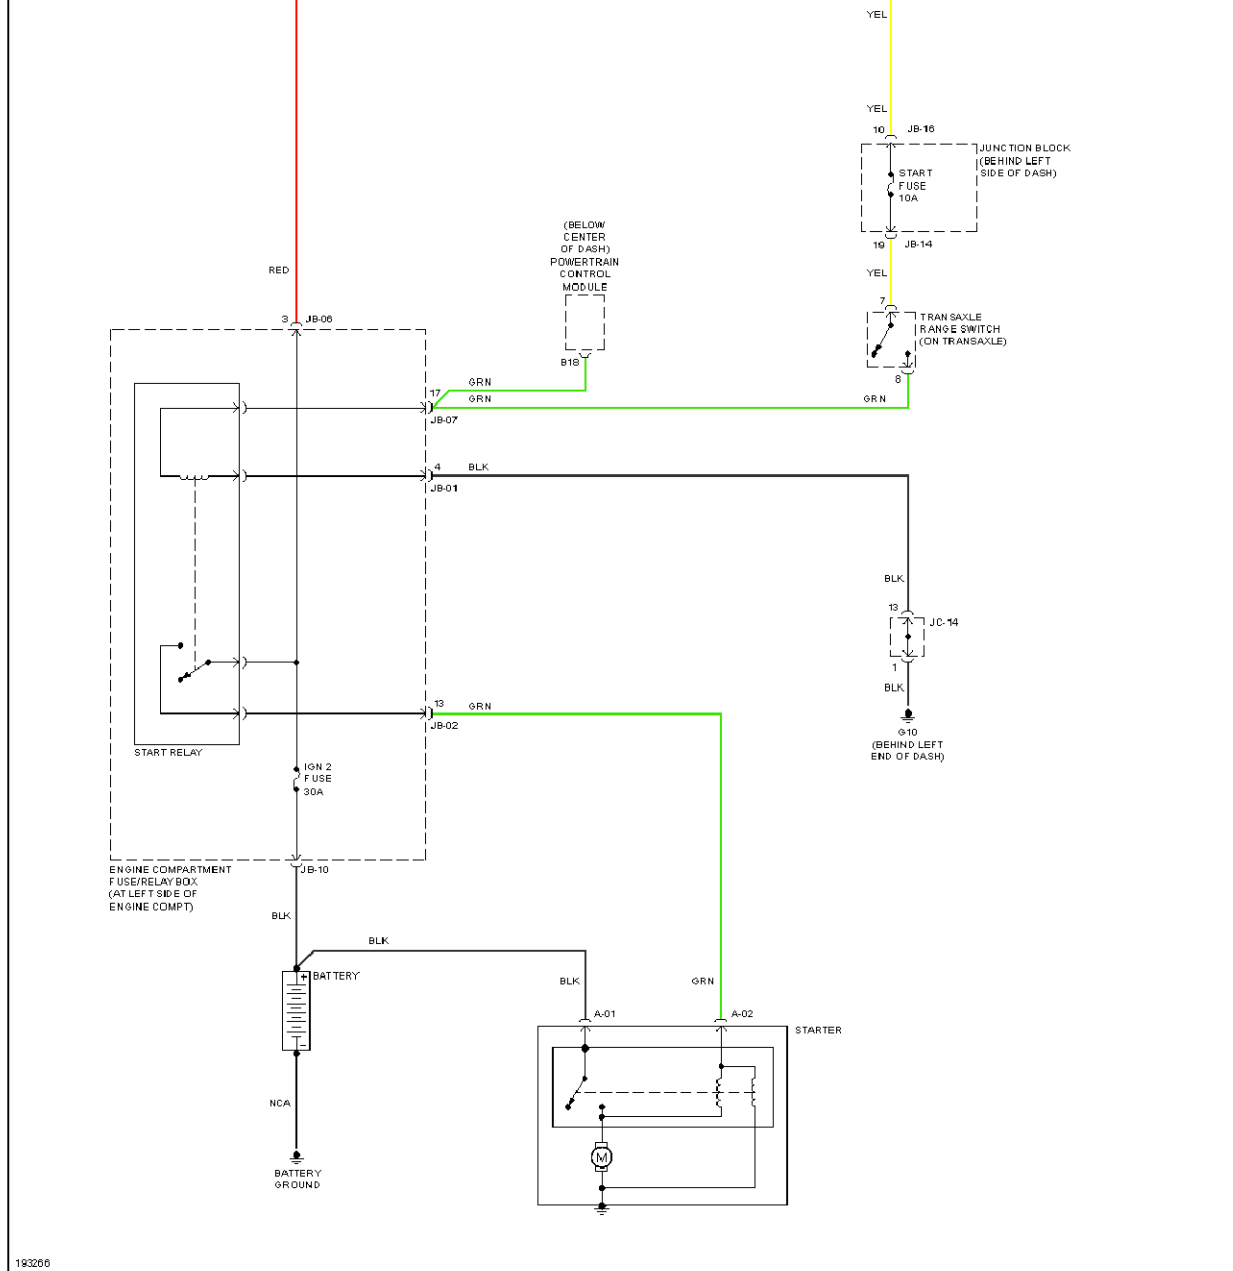 YEL
YEL
10 JB-16
JUNCTION BLOCK
(BEHIND LEFT
SIDE OF DASH)
START
FUSE
10A
19 JB-14
YEL
(BELOW
CENTER
OF DASH)
POWERTRAIN
CONTROL
MODULE
RED
3 JB-06
7
TRANSAXLE
RANGE SWITCH
(ON TRANSAXLE)
B18
8
GRN
17
GRN
GRN
JB-07
4 BLK
JB-01
BLK
13
JC-14
1
BLK
G10
(BEHIND LEFT
END OF DASH)
13 GRN
JB-02
START RELAY
IGN 2
FUSE
30A
ENGINE COMPARTMENT
FUSE/RELAY BOX
(AT LEFT SIDE OF
ENGINE COMPT)
JB-10
BLK
BLK
+ BATTERY
-
BLK
GRN
A-01
A-02
STARTER
NCA
M
BATTERY
GROUND
193266